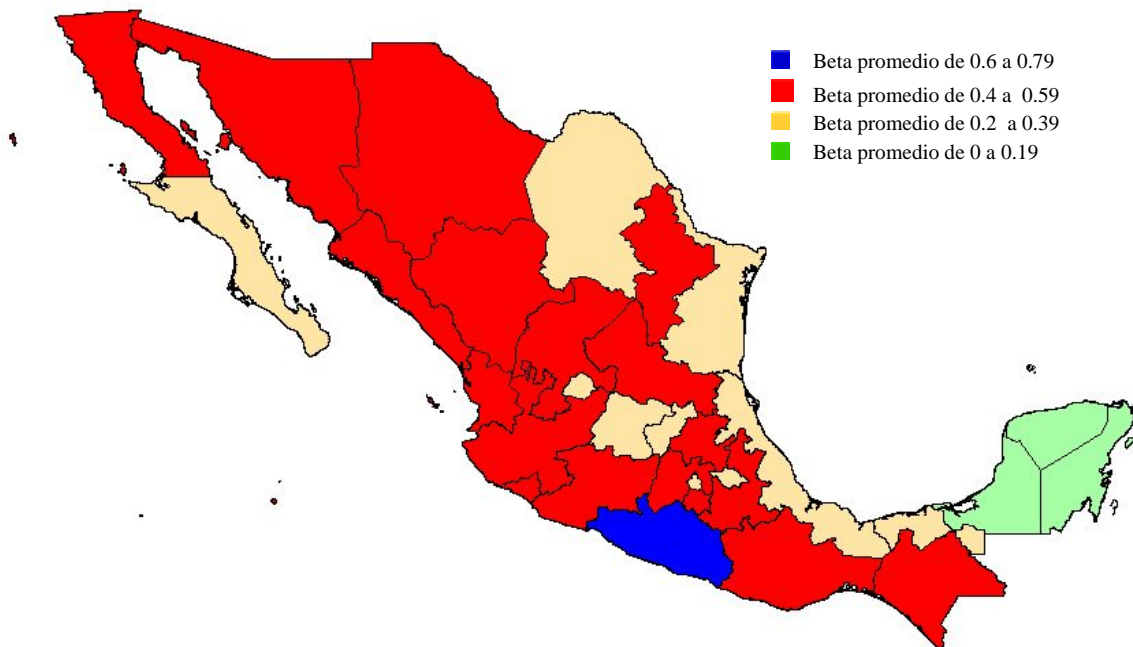 Beta promedio de 0.6 a 0.79
Beta promedio de 0.4 a 0.59
Beta promedio de 0.2 a 0.39
Beta promedio de 0 a 0.19